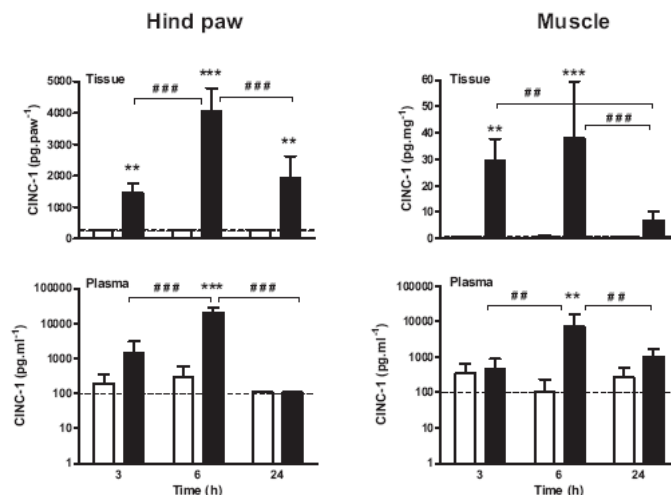 Hind paw
Muscle
Tissue
***
###
###
**
**
5000
4000
3000
2000
1000
0
CINC-1 (pg.paw⁻¹)
Tissue
***
##
###
**
60
50
40
30
20
10
0
CINC-1 (pg.mg⁻¹)
Plasma
###
***
###
100000
10000
1000
100
10
1
CINC-1 (pg.ml⁻¹)
3 6 24
Time (h)
Plasma
##
**
##
100000
10000
1000
100
10
1
CINC-1 (pg.ml⁻¹)
3 6 24
Time (h)